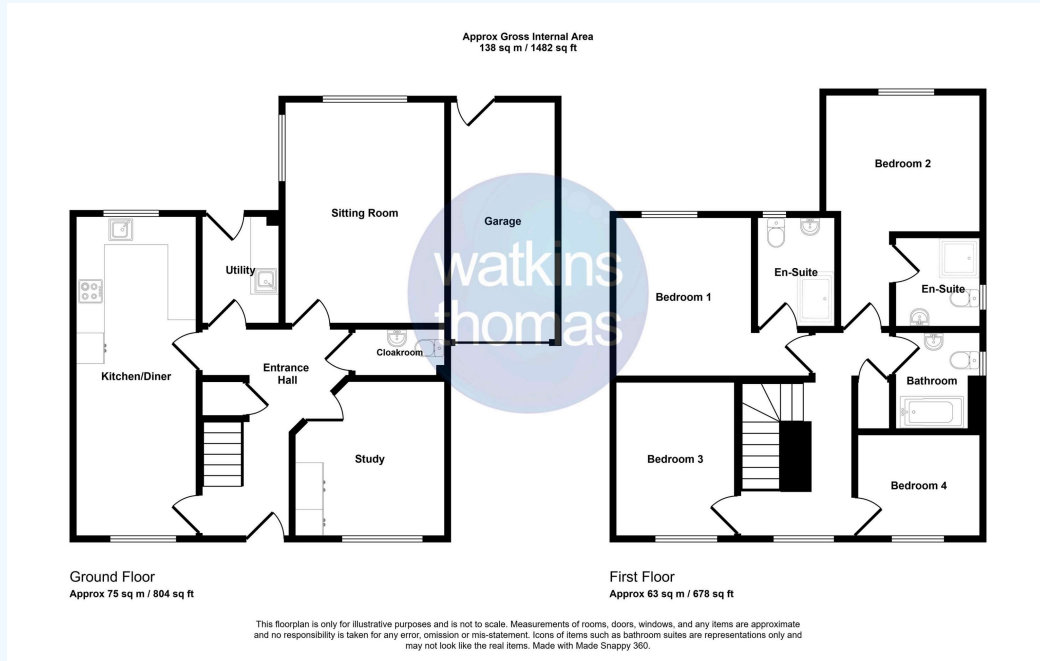 Approx Gross Internal Area
138 sq m / 1482 sq ft
Bedroom 2
Sitting Room
Garage
Utility
En-Suite
watkins
thomas
En-Suite
Bedroom 1
Cloakroom
Entrance
Hall
Kitchen/Diner
Bathroom
Study
Bedroom 3
Bedroom 4
Ground Floor
Approx 75 sq m / 804 sq ft
First Floor
Approx 63 sq m / 678 sq ft
This floorplan is only for illustrative purposes and is not to scale. Measurements of rooms, doors, windows, and any items are approximate
and no responsibility is taken for any error, omission or mis-statement. Icons of items such as bathroom suites are representations only and
may not look like the real items. Made with Made Snappy 360.